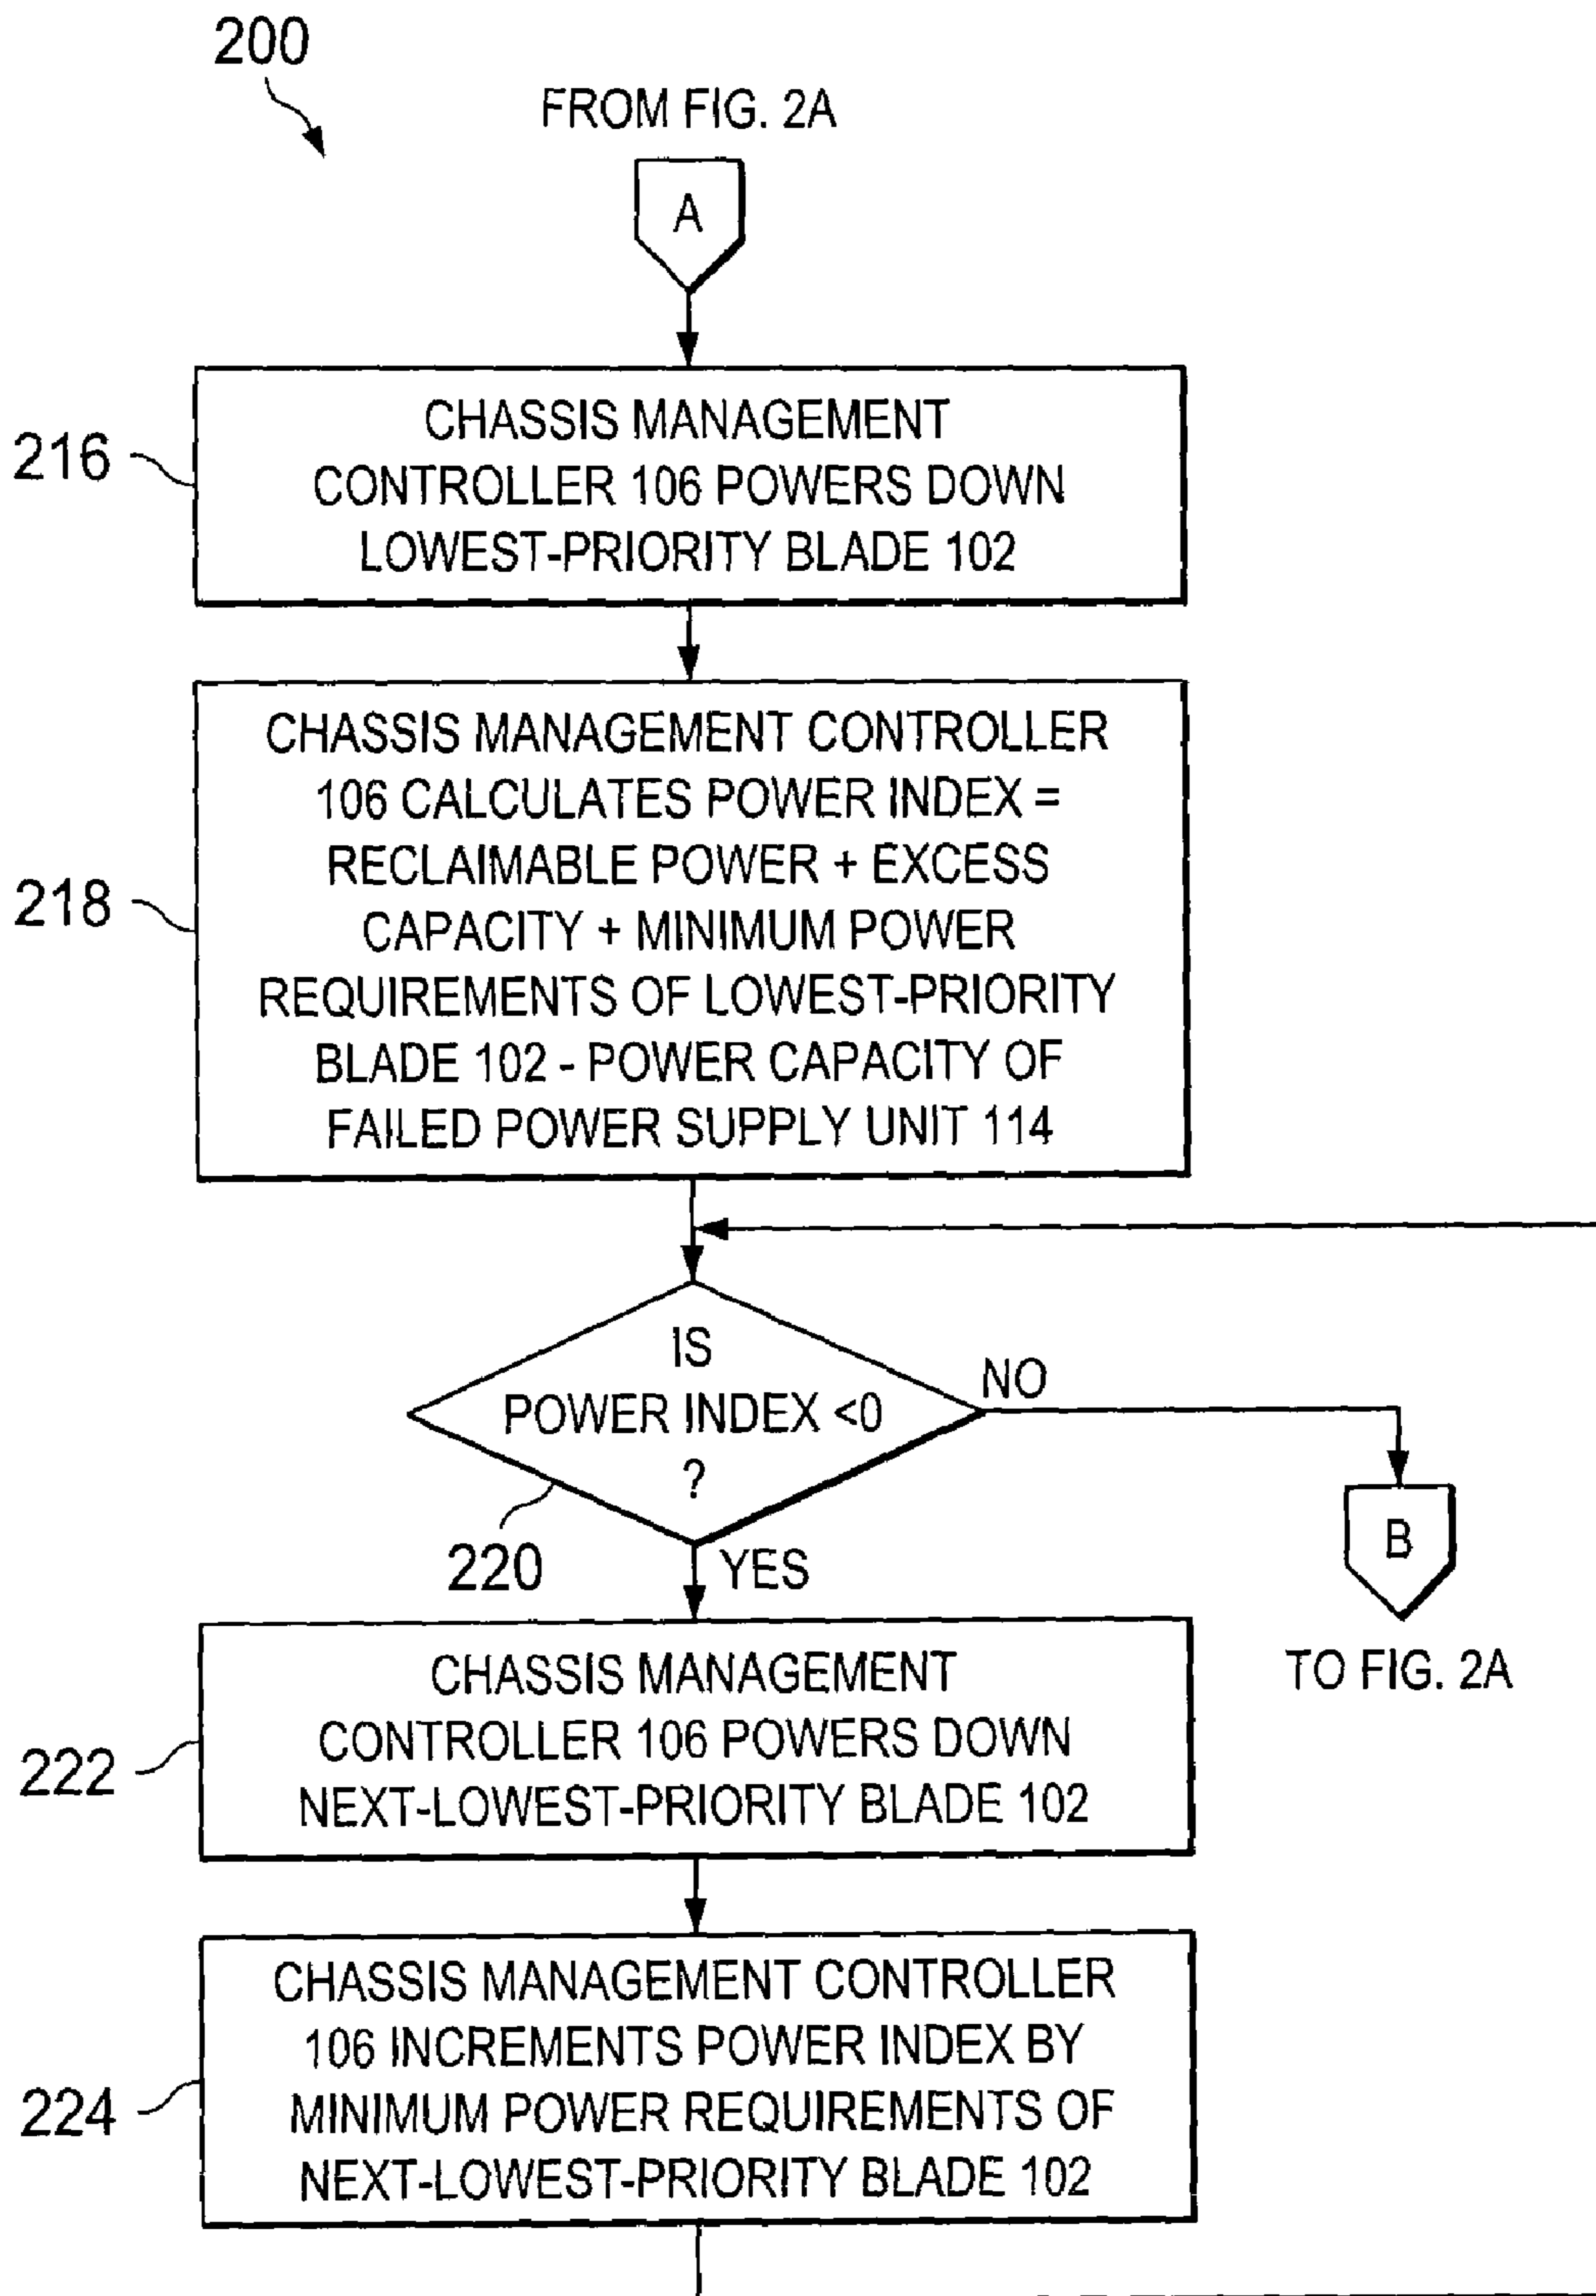 200
FROM FIG. 2A
A
216
CHASSIS MANAGEMENT
CONTROLLER 106 POWERS DOWN
LOWEST-PRIORITY BLADE 102
218
CHASSIS MANAGEMENT CONTROLLER
106 CALCULATES POWER INDEX =
RECLAIMABLE POWER + EXCESS
CAPACITY + MINIMUM POWER
REQUIREMENTS OF LOWEST-PRIORITY
BLADE 102 - POWER CAPACITY OF
FAILED POWER SUPPLY UNIT 114
IS
POWER INDEX <0
?
NO
220
YES
B
TO FIG. 2A
222
CHASSIS MANAGEMENT
CONTROLLER 106 POWERS DOWN
NEXT-LOWEST-PRIORITY BLADE 102
224
CHASSIS MANAGEMENT CONTROLLER
106 INCREMENTS POWER INDEX BY
MINIMUM POWER REQUIREMENTS OF
NEXT-LOWEST-PRIORITY BLADE 102